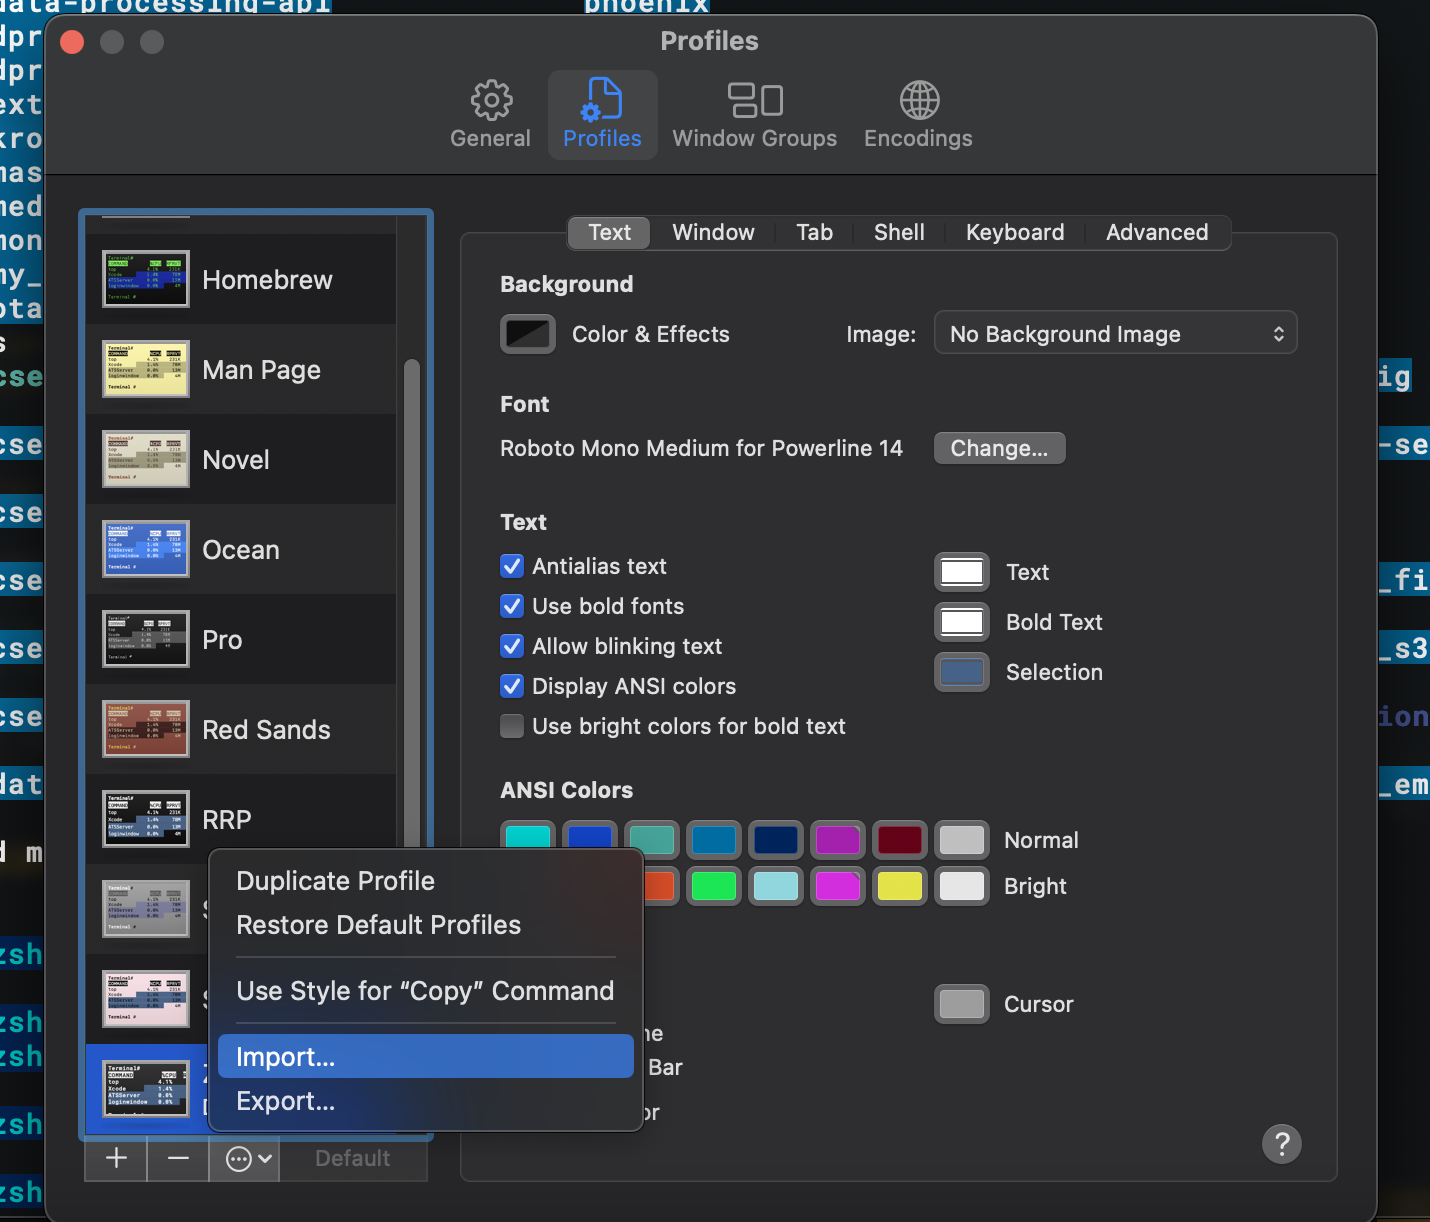 data-processing-api
phoenix
dpr
dpr
ext
kro
mas
med
mon
my_
ota
s
cse
cse
cse
cse
cse
cse
dat
d m
zsh
zsh
zsh
zsh
zsh
ig
-se
_fi
_s3
ion
_em
Profiles
General
Profiles
Window Groups
Encodings
Homebrew
Man Page
Novel
Ocean
Pro
Red Sands
RRP
Default
Text
Window
Tab
Shell
Keyboard
Advanced
Background
Color & Effects
Image:
No Background Image
Font
Roboto Mono Medium for Powerline 14
Change...
Text
Antialias text
Use bold fonts
Allow blinking text
Display ANSI colors
Use bright colors for bold text
Text
Bold Text
Selection
ANSI Colors
Normal
Bright
Cursor
ne
Bar
or
?
Duplicate Profile
Restore Default Profiles
Use Style for “Copy” Command
Import...
Export...